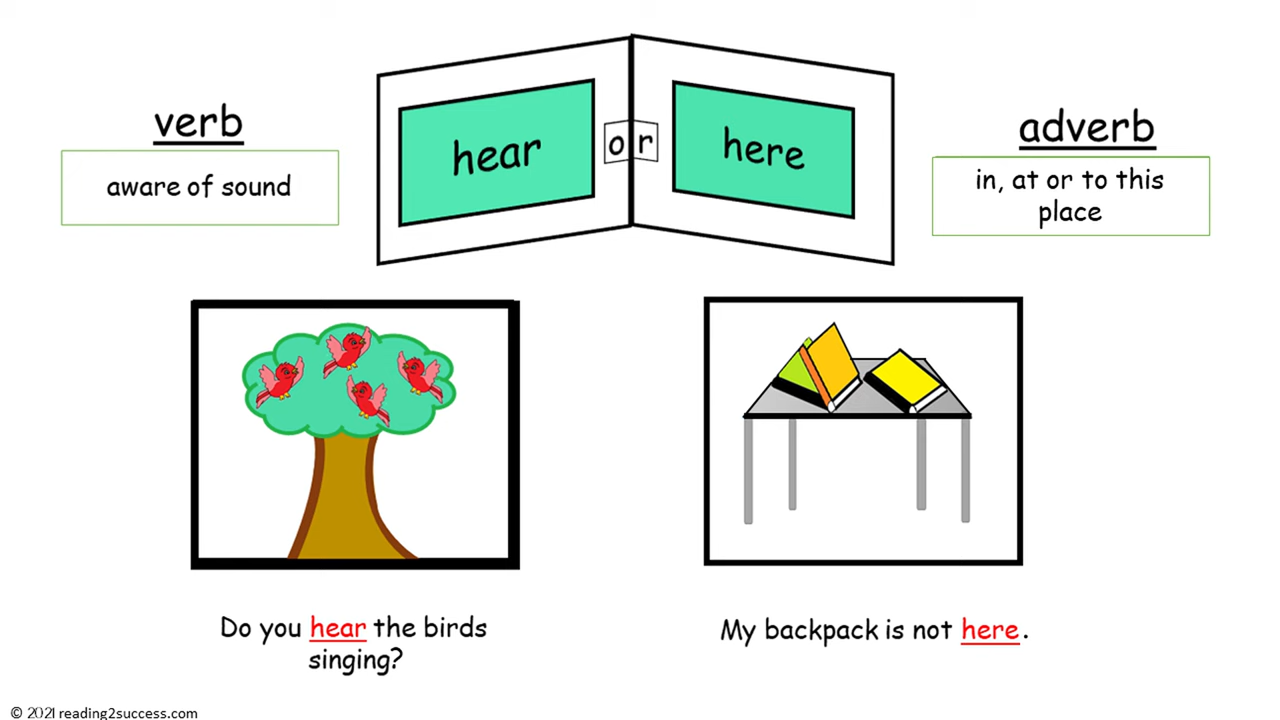 verb
aware of sound
hear
or
here
adverb
in, at or to this
place
Do you hear the birds
singing?
My backpack is not here.
© 2021 reading2success.com